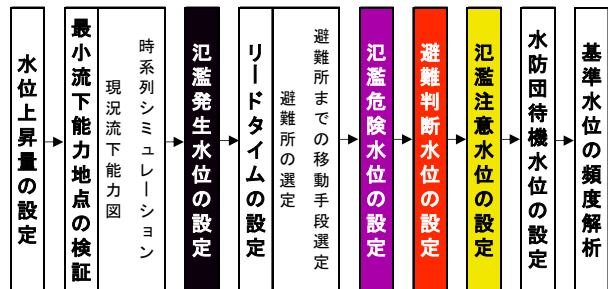 水位上昇量の設定
最小流下能力地点の検証
時系列シミュレーション
現況流下能力図
氾濫発生水位の設定
リードタイムの設定
避難所までの移動手段選定
避難所の選定
氾濫危険水位の設定
避難判断水位の設定
氾濫注意水位の設定
水防団待機水位の設定
基準水位の頻度解析